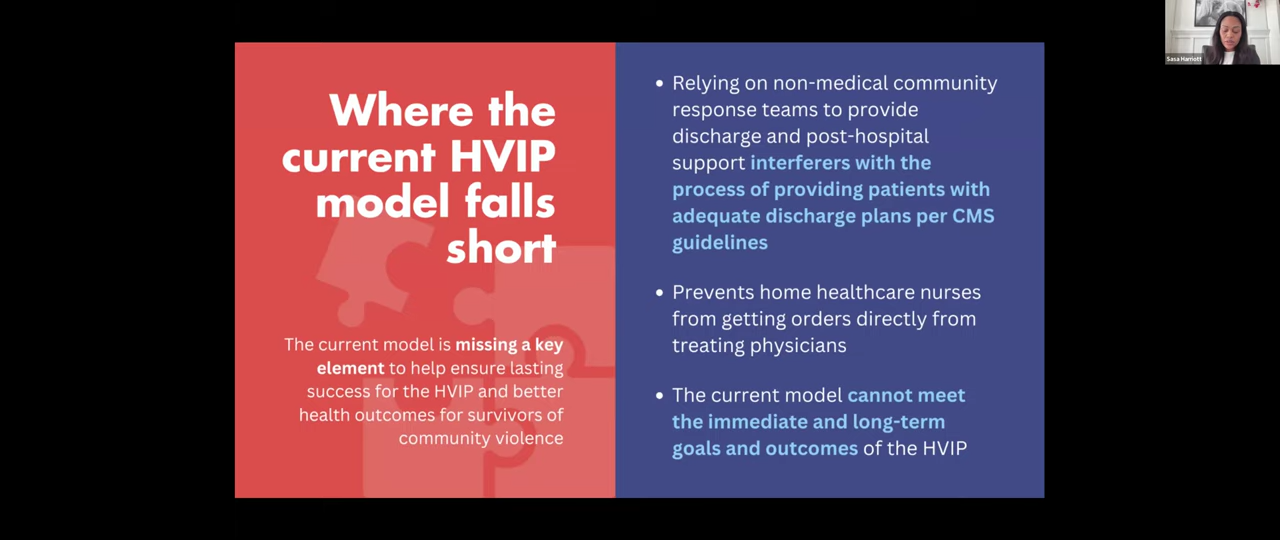 Where the
current HVIP
model falls
short
The current model is missing a key
element to help ensure lasting
success for the HVIP and better
health outcomes for survivors of
community violence
• Relying on non-medical community
response teams to provide
discharge and post-hospital
support interferers with the
process of providing patients with
adequate discharge plans per CMS
guidelines
• Prevents home healthcare nurses
from getting orders directly from
treating physicians
• The current model cannot meet
the immediate and long-term
goals and outcomes of the HVIP
Sasa Harriott